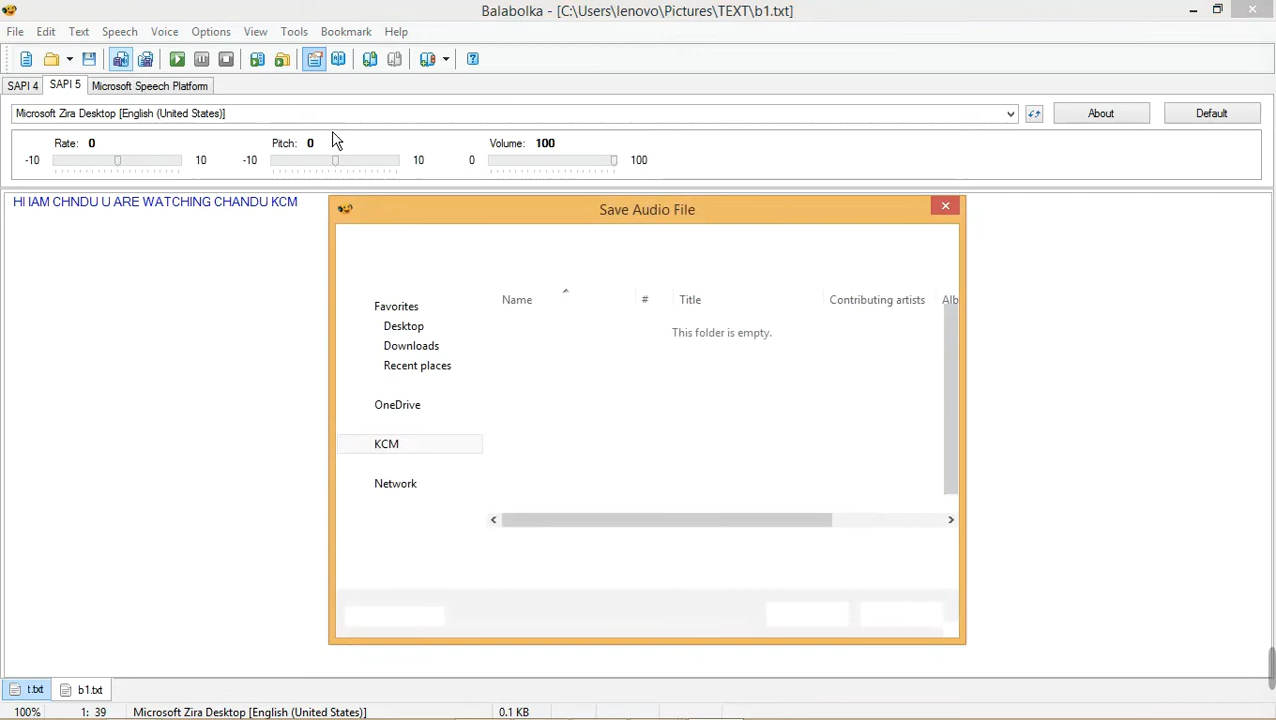 Balabolka - [C:\Users\lenovo\Pictures\TEXT\b1.txt]
File Edit Text Speech Voice Options View Tools Bookmark Help
SAPI 4 SAPI 5 Microsoft Speech Platform
Microsoft Zira Desktop [English (United States)] About Default
Rate: 0 Pitch: 0 Volume: 100
-10 10 -10 10 0 100
HI IAM CHNDU U ARE WATCHING CHANDU KCM
Save Audio File
Name # Title Contributing artists Alb
This folder is empty.
Favorites
Desktop
Downloads
Recent places
OneDrive
KCM
Network
t.txt b1.txt
100% 1: 39 Microsoft Zira Desktop [English (United States)] 0.1 KB